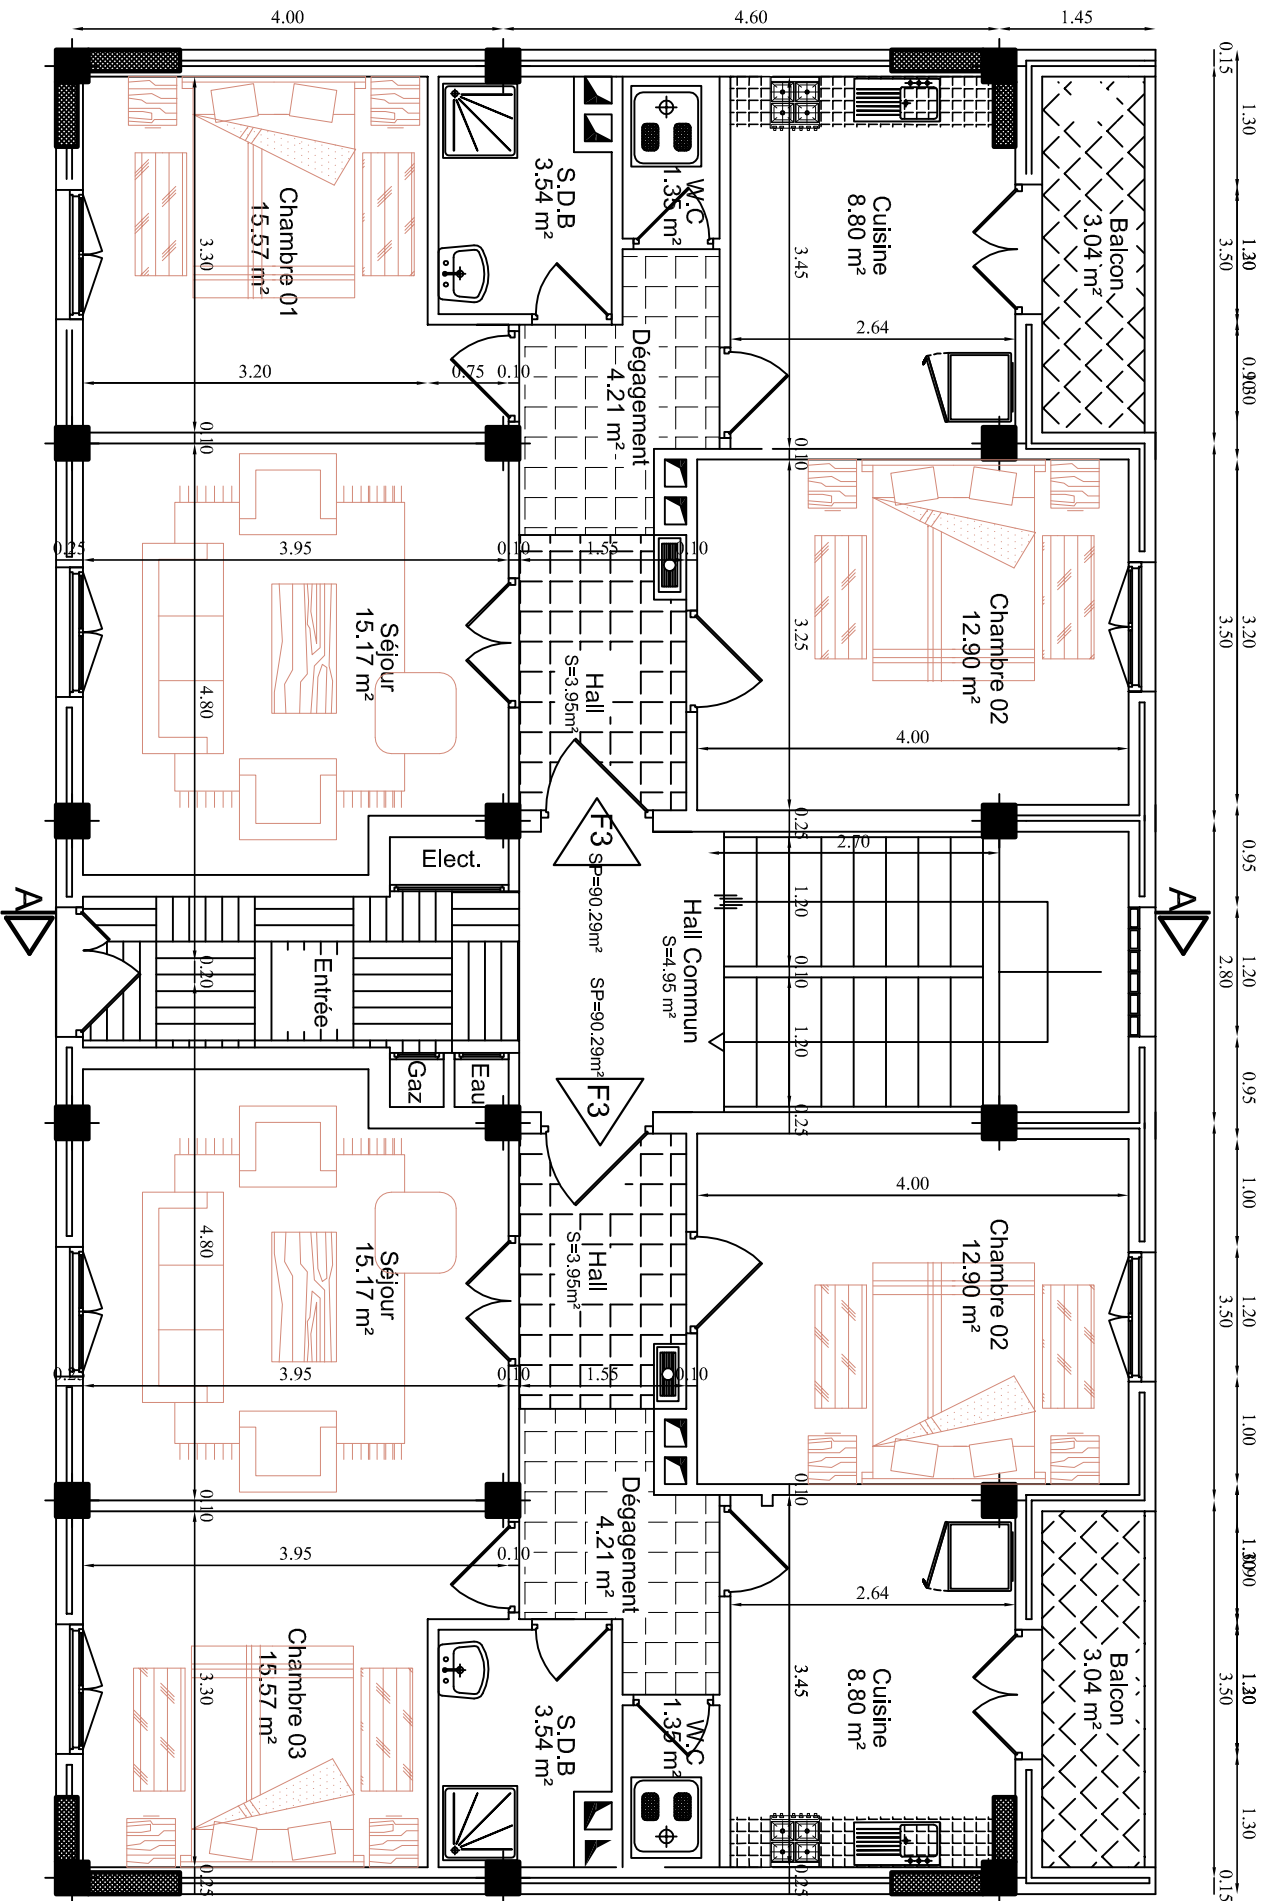 4.00
4.60
1.45
0.15
1.30
1.20
3.50
3.20
3.50
0.95
1.20
2.80
0.95
1.00
1.20
3.50
1.00
3.50
1.30
0.15
Chambre 01
15.57 m²
3.30
3.20
0.75
0.10
S.D.B
3.54 m²
W.C
1.35 m²
Cuisine
8.80 m²
3.45
2.64
Balcon
3.04 m²
Dégagement
4.21 m²
0.10
0.10
0.25
3.95
0.10
1.55
0.10
Séjour
15.17 m²
4.80
Hall
S=3.95m²
Chambre 02
12.90 m²
3.25
4.00
F3
SP=90.29m²
0.25
2.70
Elect.
A
A
Hall Commun
S=4.95 m²
1.20
0.10
1.20
Entrée
0.20
SP=90.29m²
F3
Gaz
Eau
0.25
4.00
Chambre 02
12.90 m²
Hall
S=3.95m²
Séjour
15.17 m²
4.80
3.95
0.10
1.55
0.10
0.10
0.10
Dégagement
4.21 m²
3.95
0.10
2.64
Chambre 03
15.57 m²
3.30
S.D.B
3.54 m²
W.C
1.35 m²
Cuisine
8.80 m²
3.45
Balcon
3.04 m²
0.25
0.25